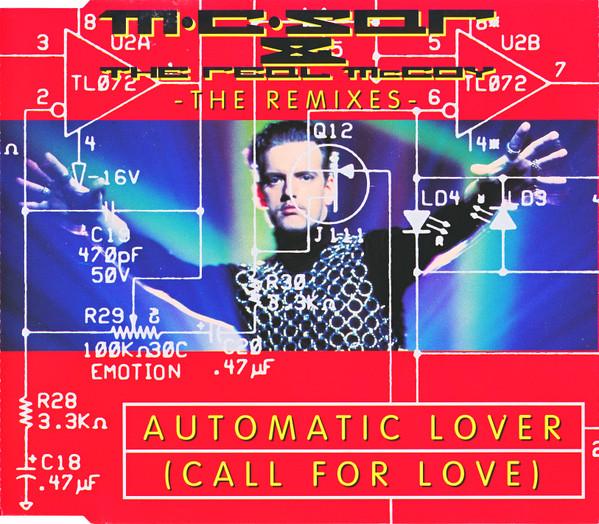 M.C.SAR
&
THE REAL McCOY
-THE REMIXES-
8
3
U2A
TL072
2
4
-16V
5
8*
U2B
TL072
7
6
4*
Q12
J111
LD4
LD3
C19
470pF
50V
R30
3.3KΩ
R29
100KΩ30C
EMOTION
C20
.47µF
R28
3.3KΩ
+C18
.47µF
AUTOMATIC LOVER
(CALL FOR LOVE)